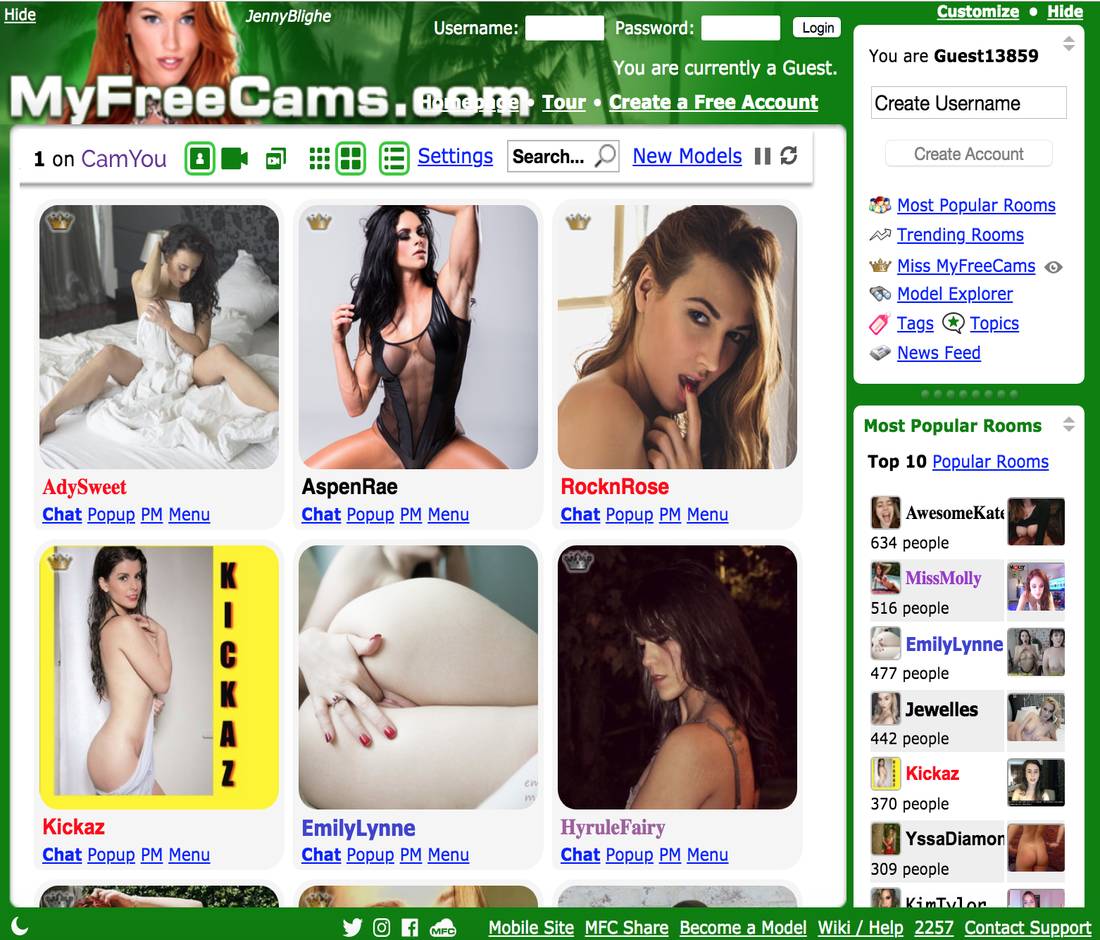 Hide
JennyBlighe
Username:
Password:
Login
You are currently a Guest.
MyFreeCams.com
Homepage • Tour • Create a Free Account
1 on CamYou
Settings
Search...
New Models
AdySweet
Chat Popup PM Menu
AspenRae
Chat Popup PM Menu
RocknRose
Chat Popup PM Menu
KICKAZ
Kickaz
Chat Popup PM Menu
EmilyLynne
Chat Popup PM Menu
HyruleFairy
Chat Popup PM Menu
Customize • Hide
You are Guest13859
Create Username
Create Account
Most Popular Rooms
Trending Rooms
Miss MyFreeCams
Model Explorer
Tags Topics
News Feed
Most Popular Rooms
Top 10 Popular Rooms
AwesomeKate
634 people
MissMolly
516 people
EmilyLynne
477 people
Jewelles
442 people
Kickaz
370 people
YssaDiamon
309 people
KimTylor
MFC
Mobile Site MFC Share Become a Model Wiki / Help 2257 Contact Support